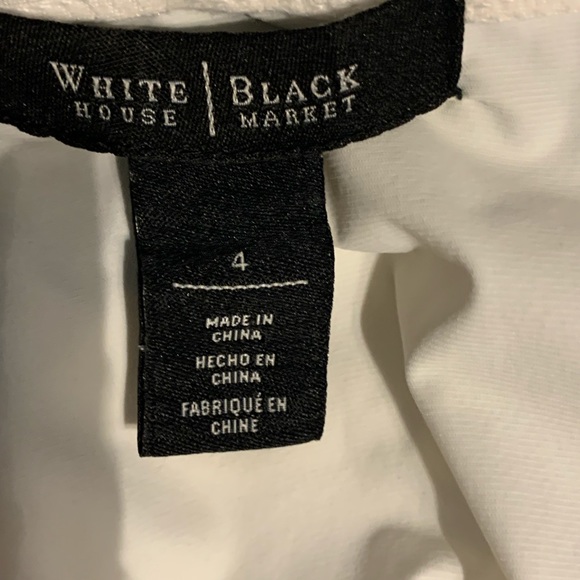 WHITE | BLACK
HOUSE | MARKET
4
MADE IN
CHINA
HECHO EN
CHINA
FABRIQUÉ EN
CHINE